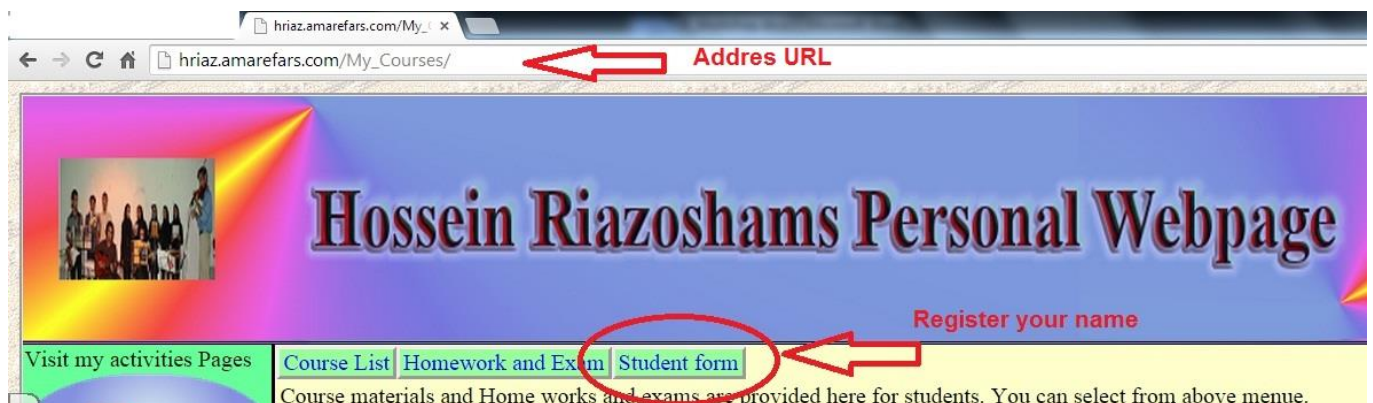 hriaz.amarefars.com/My_
hriaz.amarefars.com/My_Courses/
Addres URL
Hossein Riazoshams Personal Webpage
Register your name
Visit my activities Pages
Course List Homework and Exam Student form
Course materials and Home works and exams are provided here for students. You can select from above menue.